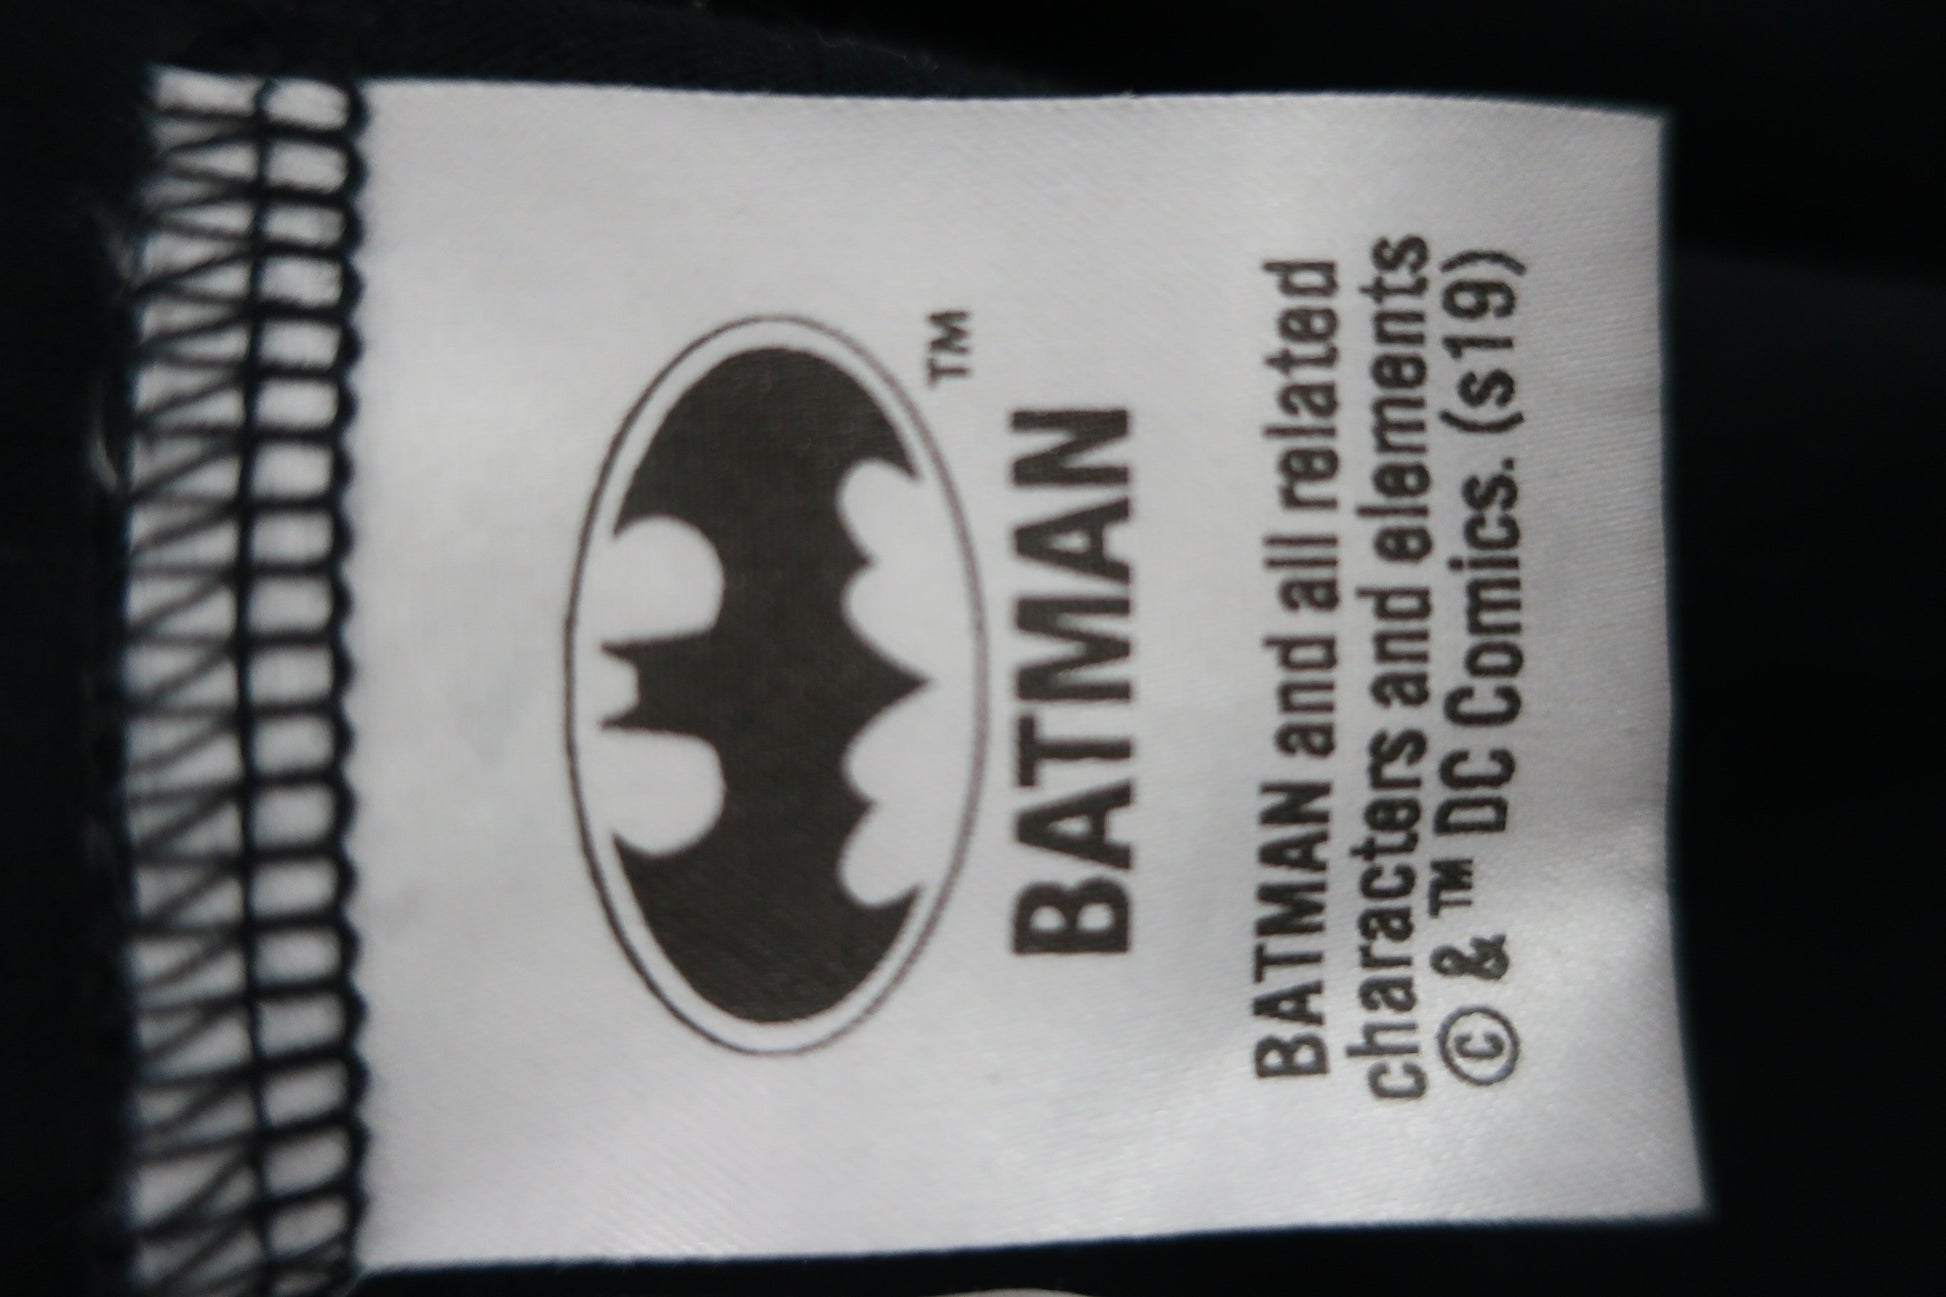 TM
BATMAN
BATMAN and all related
characters and elements
© & ™ DC Comics. (s19)